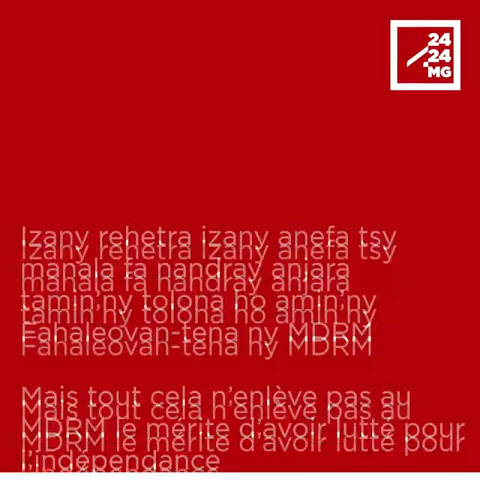 24
24
MG
Izany rehetra izany anefa tsy
manala fa nandray anjara
tamin'ny tolona ho amin'ny
Fahaleovan-tena ny MDRM
Mais tout cela n'enlève pas au
MDRM le mérite d'avoir lutté pour
l'indépendance